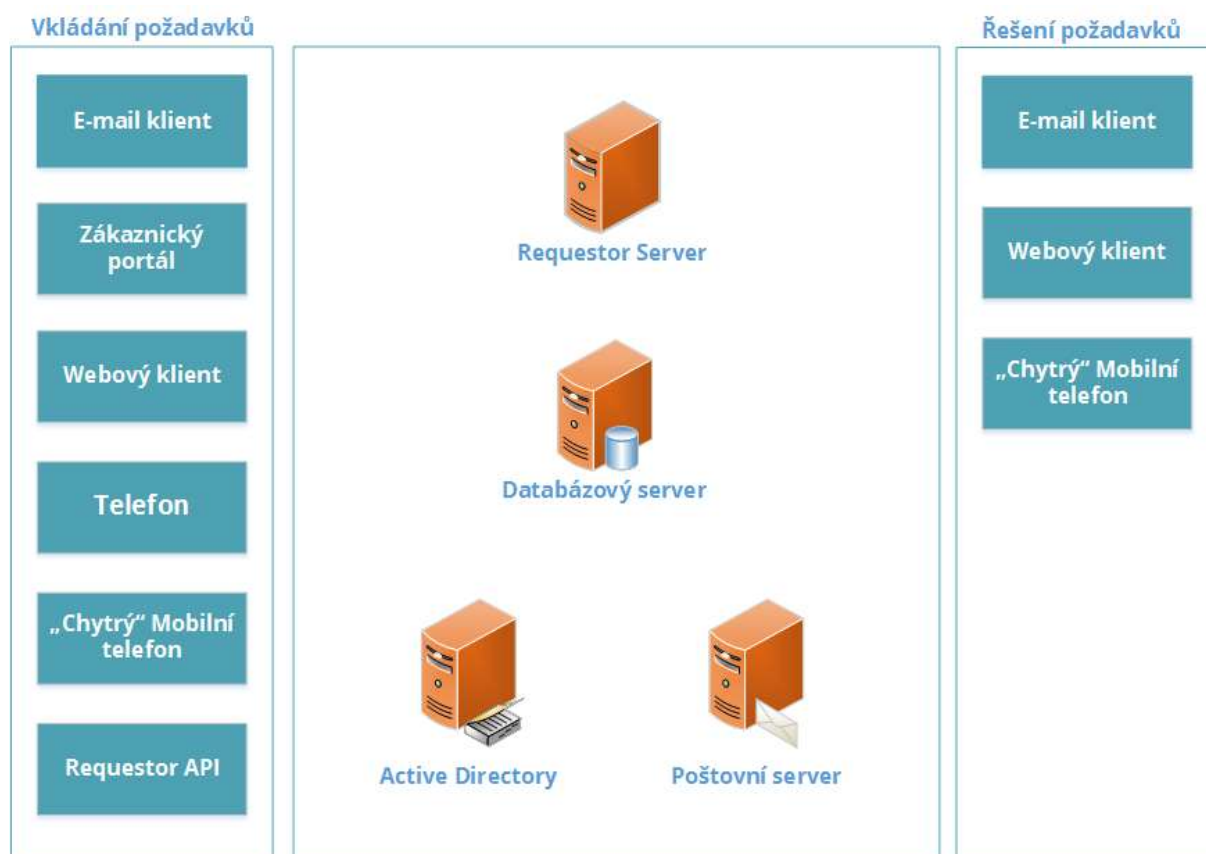 Vkládání požadavků
E-mail klient
Zákaznický
portál
Webový klient
Telefon
„Chytrý“ Mobilní
telefon
Requestor API
Requestor Server
Databázový server
Active Directory
Poštovní server
Řešení požadavků
E-mail klient
Webový klient
„Chytrý“ Mobilní
telefon